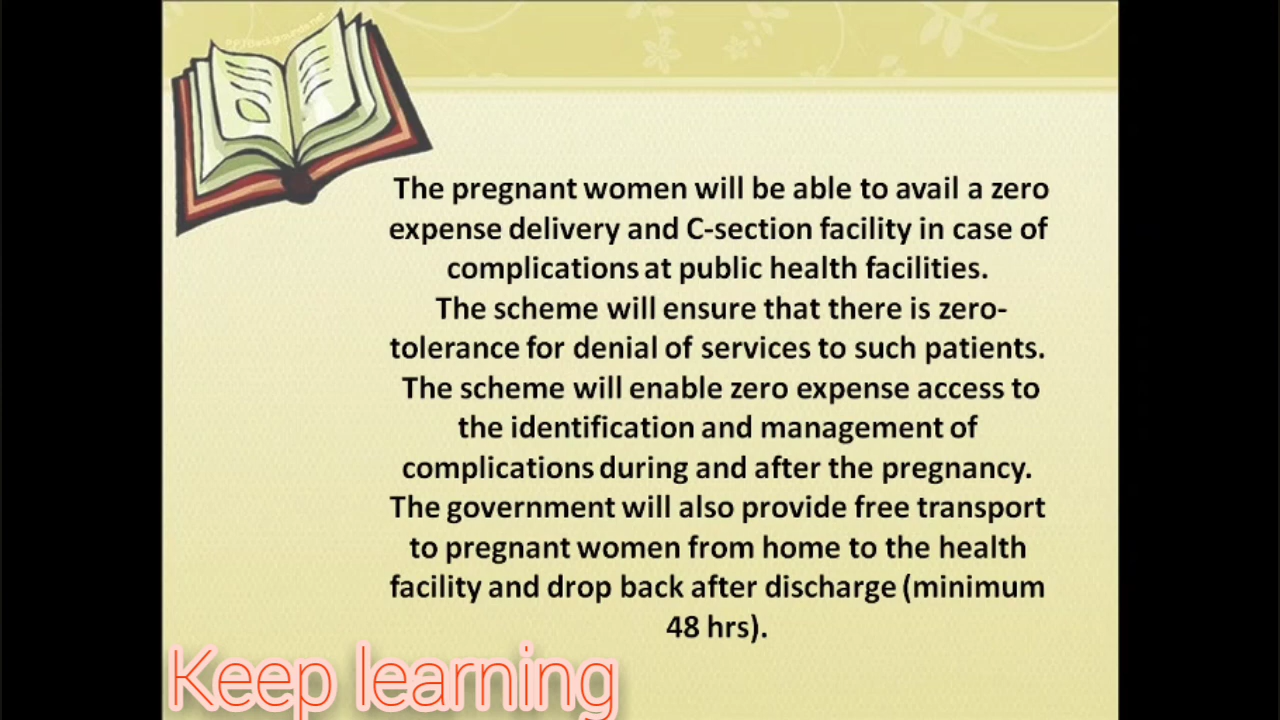 The pregnant women will be able to avail a zero
expense delivery and C-section facility in case of
complications at public health facilities.
The scheme will ensure that there is zero-
tolerance for denial of services to such patients.
The scheme will enable zero expense access to
the identification and management of
complications during and after the pregnancy.
The government will also provide free transport
to pregnant women from home to the health
facility and drop back after discharge (minimum
48 hrs).
Keep learning